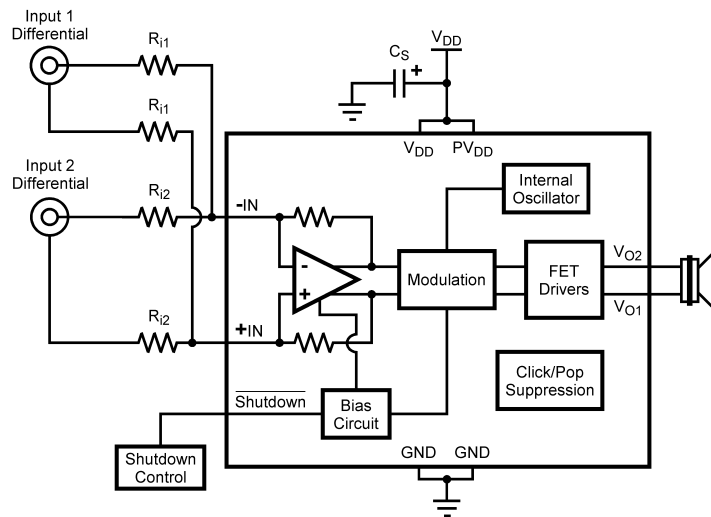 Input 1
Differential
Ri1
Ri1
CS
+
VDD
VDD PVDD
Input 2
Differential
Ri2
Ri2
-IN
+IN
-
+
Internal
Oscillator
Modulation
FET
Drivers
VO2
VO1
Click/Pop
Suppression
Shutdown
Bias
Circuit
Shutdown
Control
GND GND